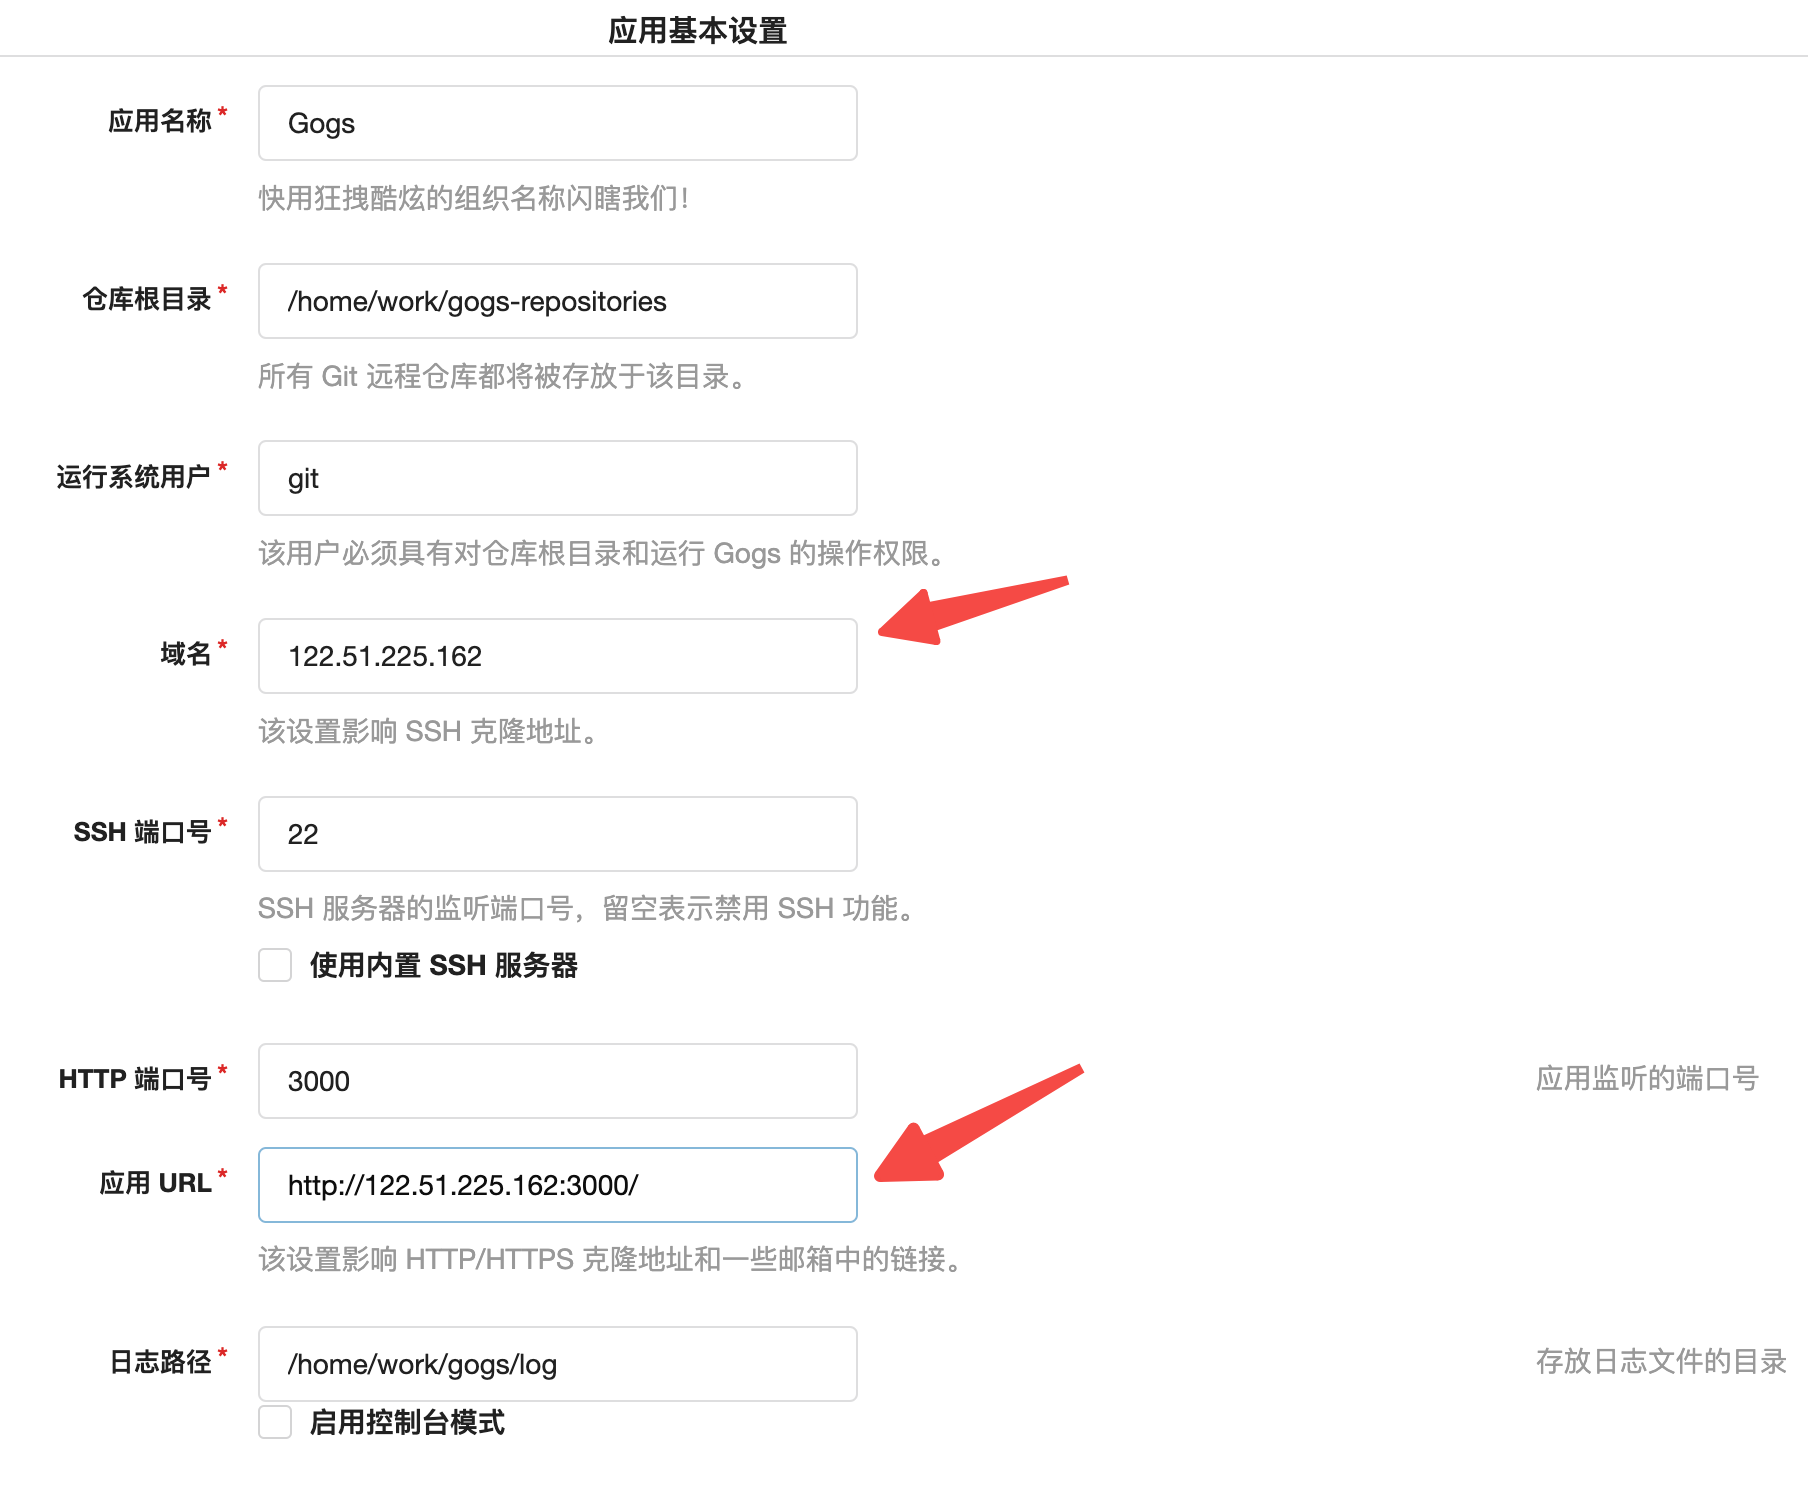 应用基本设置
应用名称*
Gogs
快用狂拽酷炫的组织名称闪瞎我们！
仓库根目录*
/home/work/gogs-repositories
所有 Git 远程仓库都将被存放于该目录。
运行系统用户*
git
该用户必须具有对仓库根目录和运行 Gogs 的操作权限。
域名*
122.51.225.162
该设置影响 SSH 克隆地址。
SSH 端口号*
22
SSH 服务器的监听端口号，留空表示禁用 SSH 功能。
使用内置 SSH 服务器
HTTP 端口号*
3000
应用监听的端口号
应用 URL*
http://122.51.225.162:3000/
该设置影响 HTTP/HTTPS 克隆地址和一些邮箱中的链接。
日志路径*
/home/work/gogs/log
存放日志文件的目录
启用控制台模式